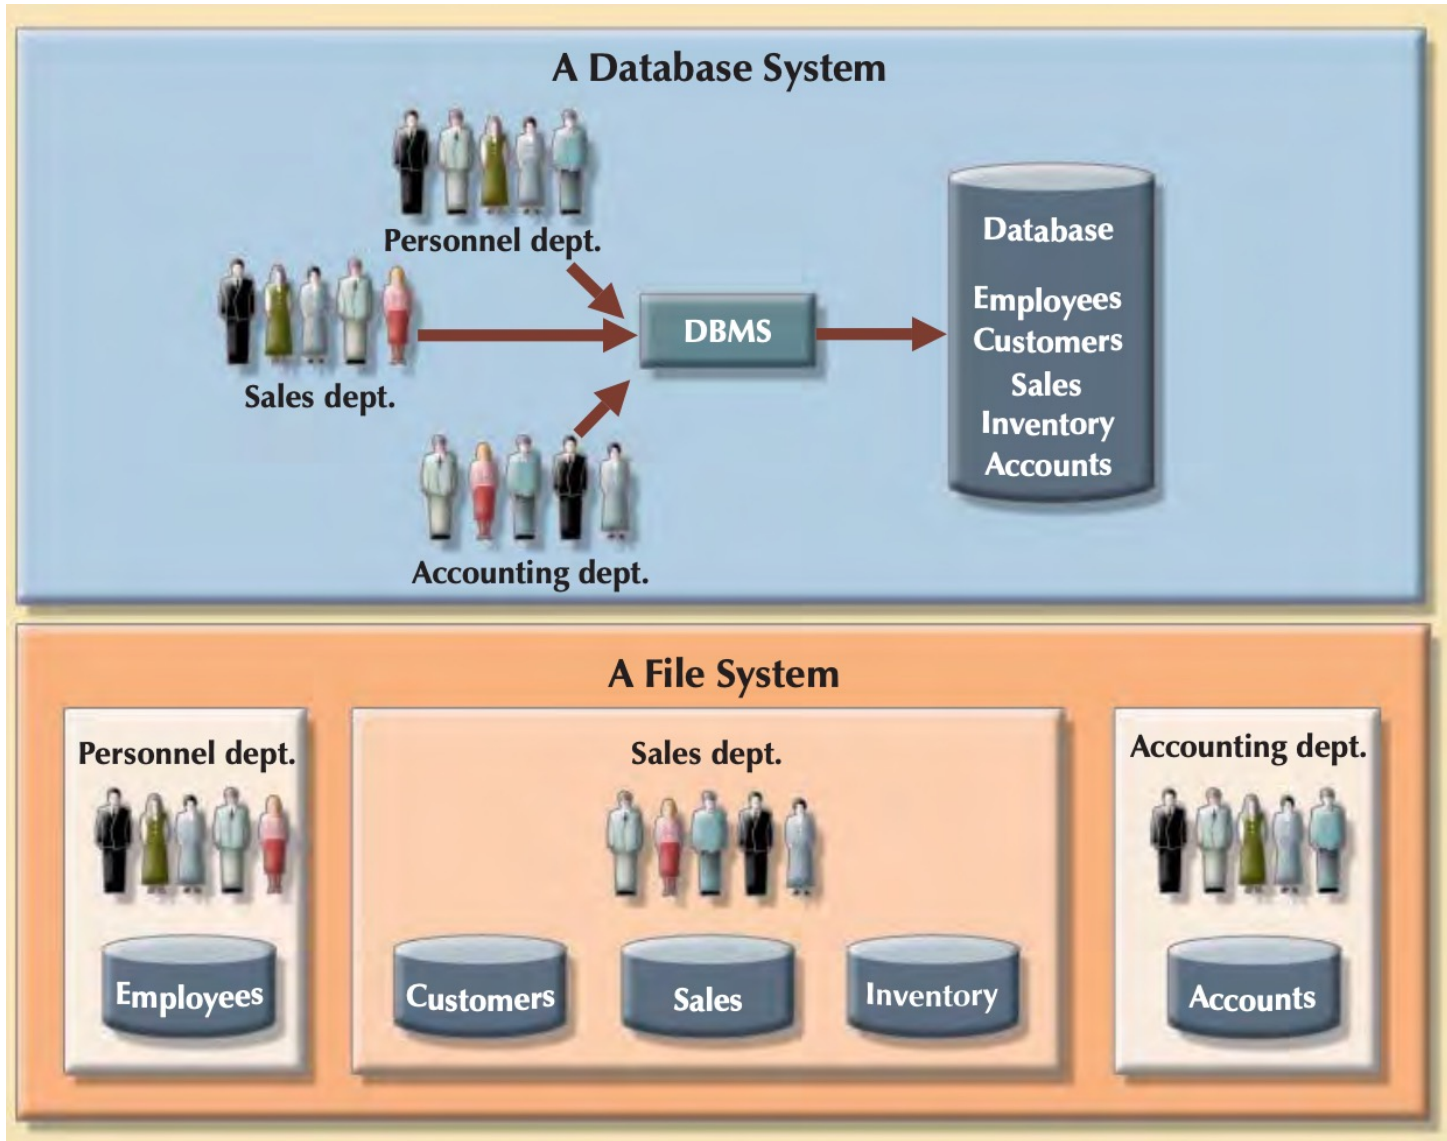 A Database System
Personnel dept.
Sales dept.
Accounting dept.
DBMS
Database
Employees
Customers
Sales
Inventory
Accounts
A File System
Personnel dept.
Employees
Sales dept.
Customers
Sales
Inventory
Accounting dept.
Accounts